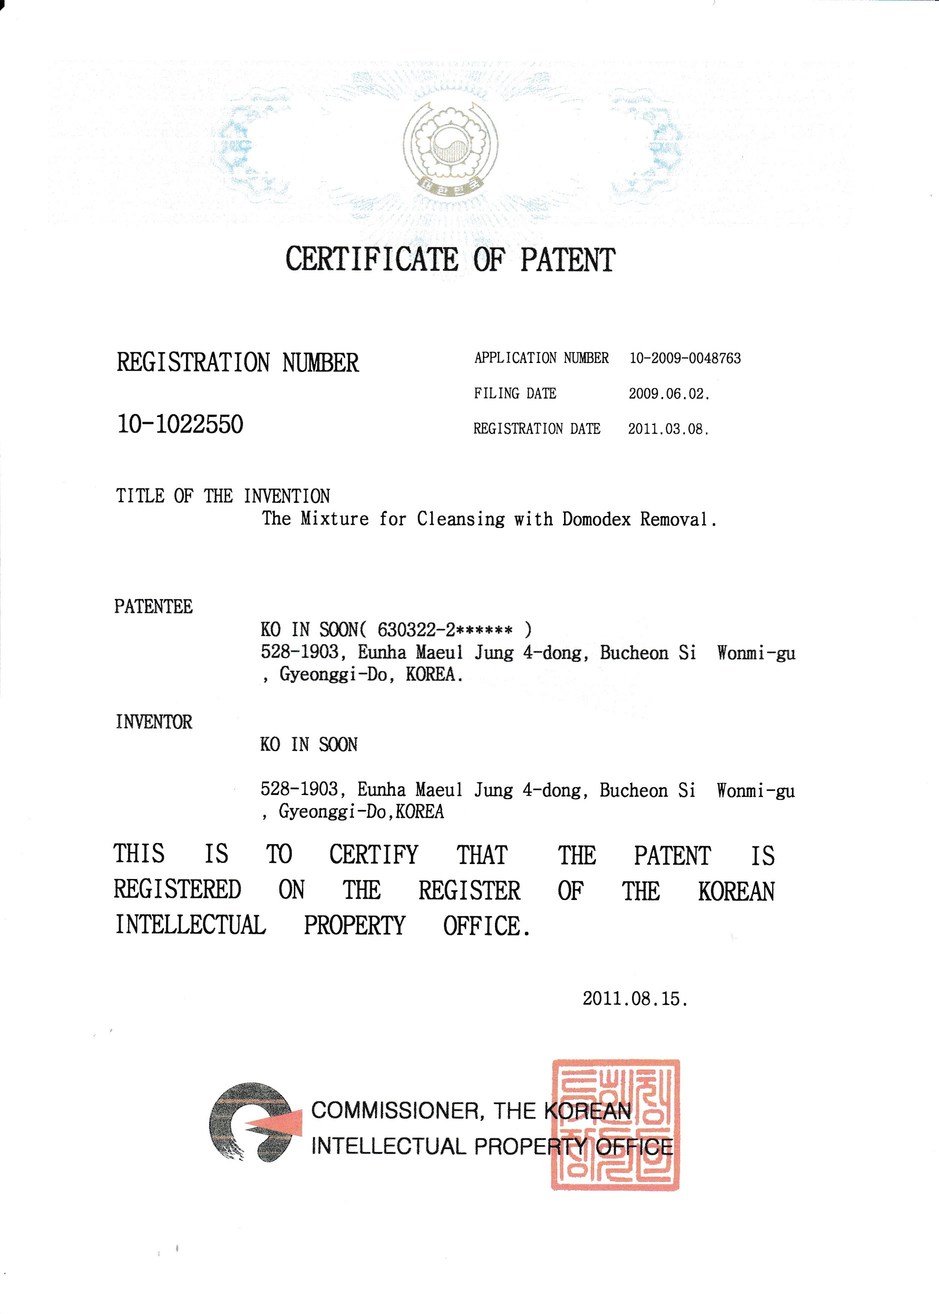 대한민국
CERTIFICATE OF PATENT
REGISTRATION NUMBER
10-1022550
APPLICATION NUMBER 10-2009-0048763
FILING DATE 2009.06.02.
REGISTRATION DATE 2011.03.08.
TITLE OF THE INVENTION
The Mixture for Cleansing with Domodex Removal.
PATENTEE
KO IN SOON( 630322-2****** )
528-1903, Eunha Maeul Jung 4-dong, Bucheon Si Wonmi-gu
, Gyeonggi-Do, KOREA.
INVENTOR
KO IN SOON
528-1903, Eunha Maeul Jung 4-dong, Bucheon Si Wonmi-gu
, Gyeonggi-Do,KOREA
THIS IS TO CERTIFY THAT THE PATENT IS
REGISTERED ON THE REGISTER OF THE KOREAN
INTELLECTUAL PROPERTY OFFICE.
2011.08.15.
COMMISSIONER, THE KOREAN
INTELLECTUAL PROPERTY OFFICE